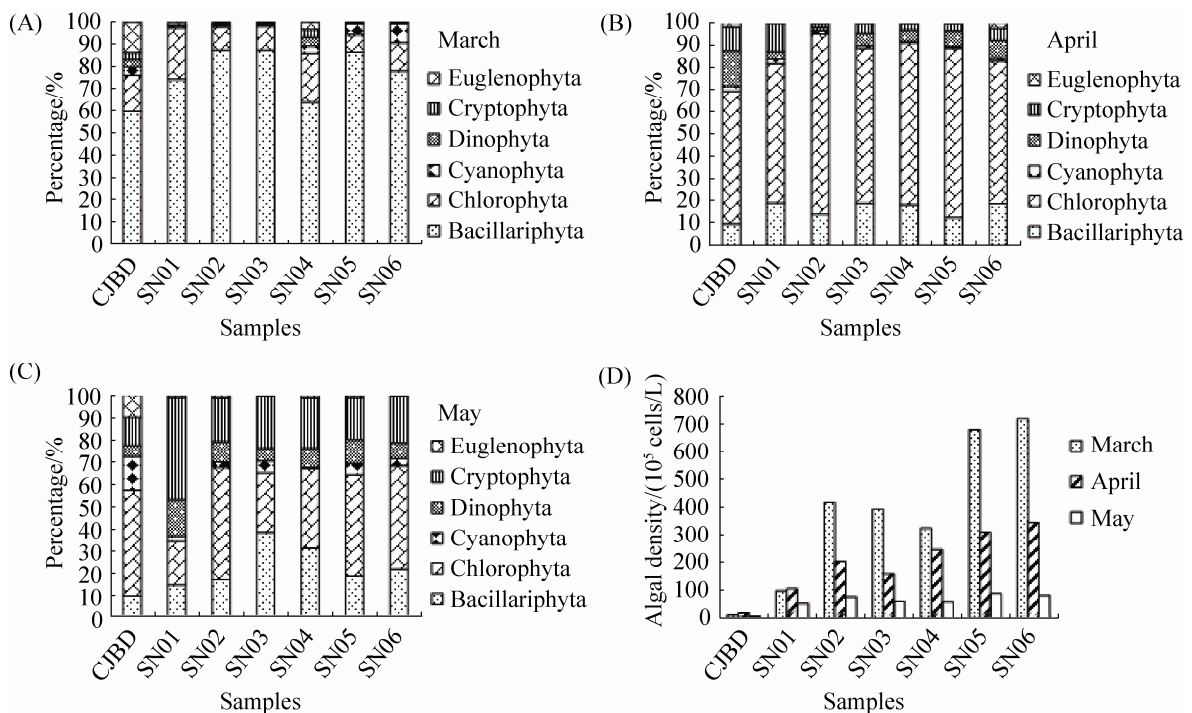 (A)
Percentage/%
100
90
80
70
60
50
40
30
20
10
0
CJBD
SN01
SN02
SN03
SN04
SN05
SN06
Samples
March
Euglenophyta
Cryptophyta
Dinophyta
Cyanophyta
Chlorophyta
Bacillariphyta
(B)
Percentage/%
100
90
80
70
60
50
40
30
20
10
0
CJBD
SN01
SN02
SN03
SN04
SN05
SN06
Samples
April
Euglenophyta
Cryptophyta
Dinophyta
Cyanophyta
Chlorophyta
Bacillariphyta
(C)
Percentage/%
100
90
80
70
60
50
40
30
20
10
0
CJBD
SN01
SN02
SN03
SN04
SN05
SN06
Samples
May
Euglenophyta
Cryptophyta
Dinophyta
Cyanophyta
Chlorophyta
Bacillariphyta
(D)
Algal density/(10⁵ cells/L)
800
700
600
500
400
300
200
100
0
CJBD
SN01
SN02
SN03
SN04
SN05
SN06
Samples
March
April
May